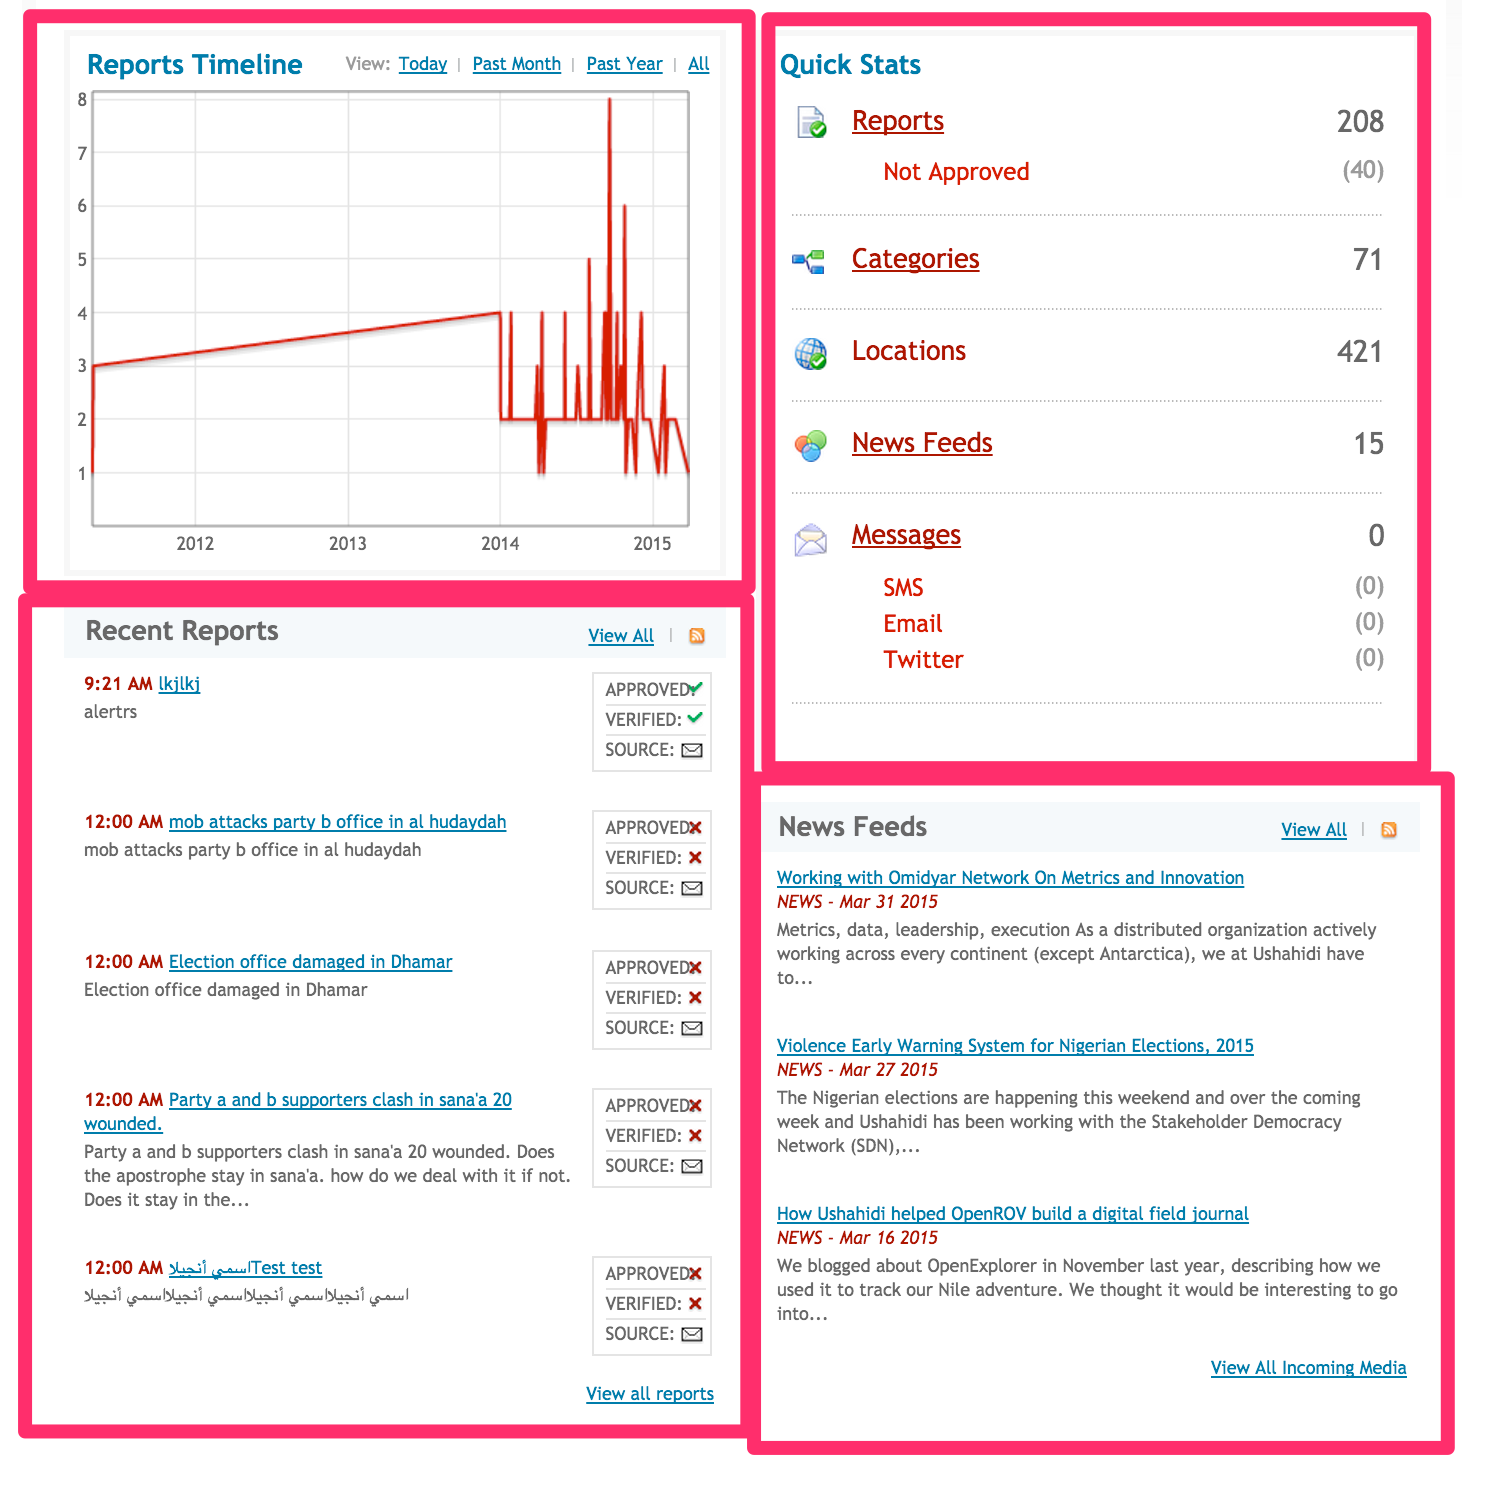 Reports Timeline
View: Today | Past Month | Past Year | All
8
7
6
5
4
3
2
1
2012 2013 2014 2015
Quick Stats
Reports 208
Not Approved (40)
Categories 71
Locations 421
News Feeds 15
Messages 0
SMS (0)
Email (0)
Twitter (0)
Recent Reports View All |
9:21 AM lkjlkj
alertrs
APPROVED:
VERIFIED:
SOURCE:
12:00 AM mob attacks party b office in al hudaydah
mob attacks party b office in al hudaydah
APPROVED:
VERIFIED:
SOURCE:
12:00 AM Election office damaged in Dhamar
Election office damaged in Dhamar
APPROVED:
VERIFIED:
SOURCE:
12:00 AM Party a and b supporters clash in sana'a 20
wounded.
Party a and b supporters clash in sana'a 20 wounded. Does
the apostrophe stay in sana'a. how do we deal with it if not.
Does it stay in the...
APPROVED:
VERIFIED:
SOURCE:
12:00 AM اسمي أنجيلاTest test
اسمي أنجيلااسمي أنجيلااسمي أنجيلااسمي أنجيلا
APPROVED:
VERIFIED:
SOURCE:
View all reports
News Feeds View All |
Working with Omidyar Network On Metrics and Innovation
NEWS - Mar 31 2015
Metrics, data, leadership, execution As a distributed organization actively
working across every continent (except Antarctica), we at Ushahidi have
to...
Violence Early Warning System for Nigerian Elections, 2015
NEWS - Mar 27 2015
The Nigerian elections are happening this weekend and over the coming
week and Ushahidi has been working with the Stakeholder Democracy
Network (SDN),...
How Ushahidi helped OpenROV build a digital field journal
NEWS - Mar 16 2015
We blogged about OpenExplorer in November last year, describing how we
used it to track our Nile adventure. We thought it would be interesting to go
into...
View All Incoming Media